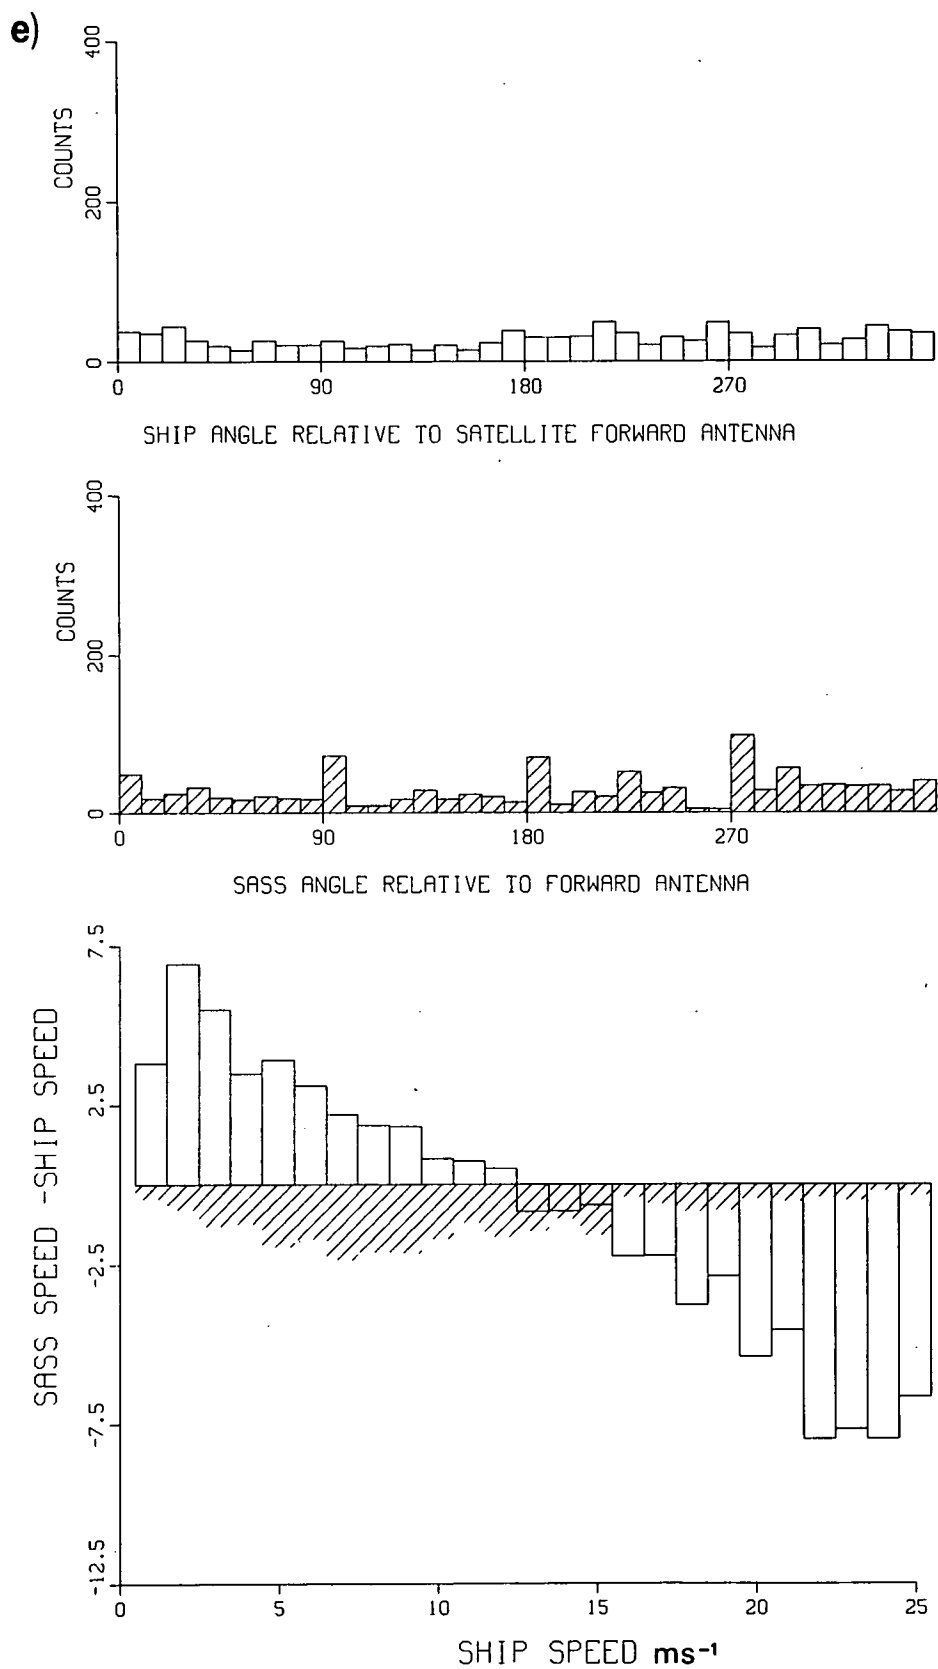 e)
400
200
0
COUNTS
0 90 180 270
SHIP ANGLE RELATIVE TO SATELLITE FORWARD ANTENNA
400
200
0
COUNTS
0 90 180 270
SASS ANGLE RELATIVE TO FORWARD ANTENNA
7.5
2.5
-2.5
-7.5
-12.5
SASS SPEED -SHIP SPEED
0 5 10 15 20 25
SHIP SPEED ms⁻¹